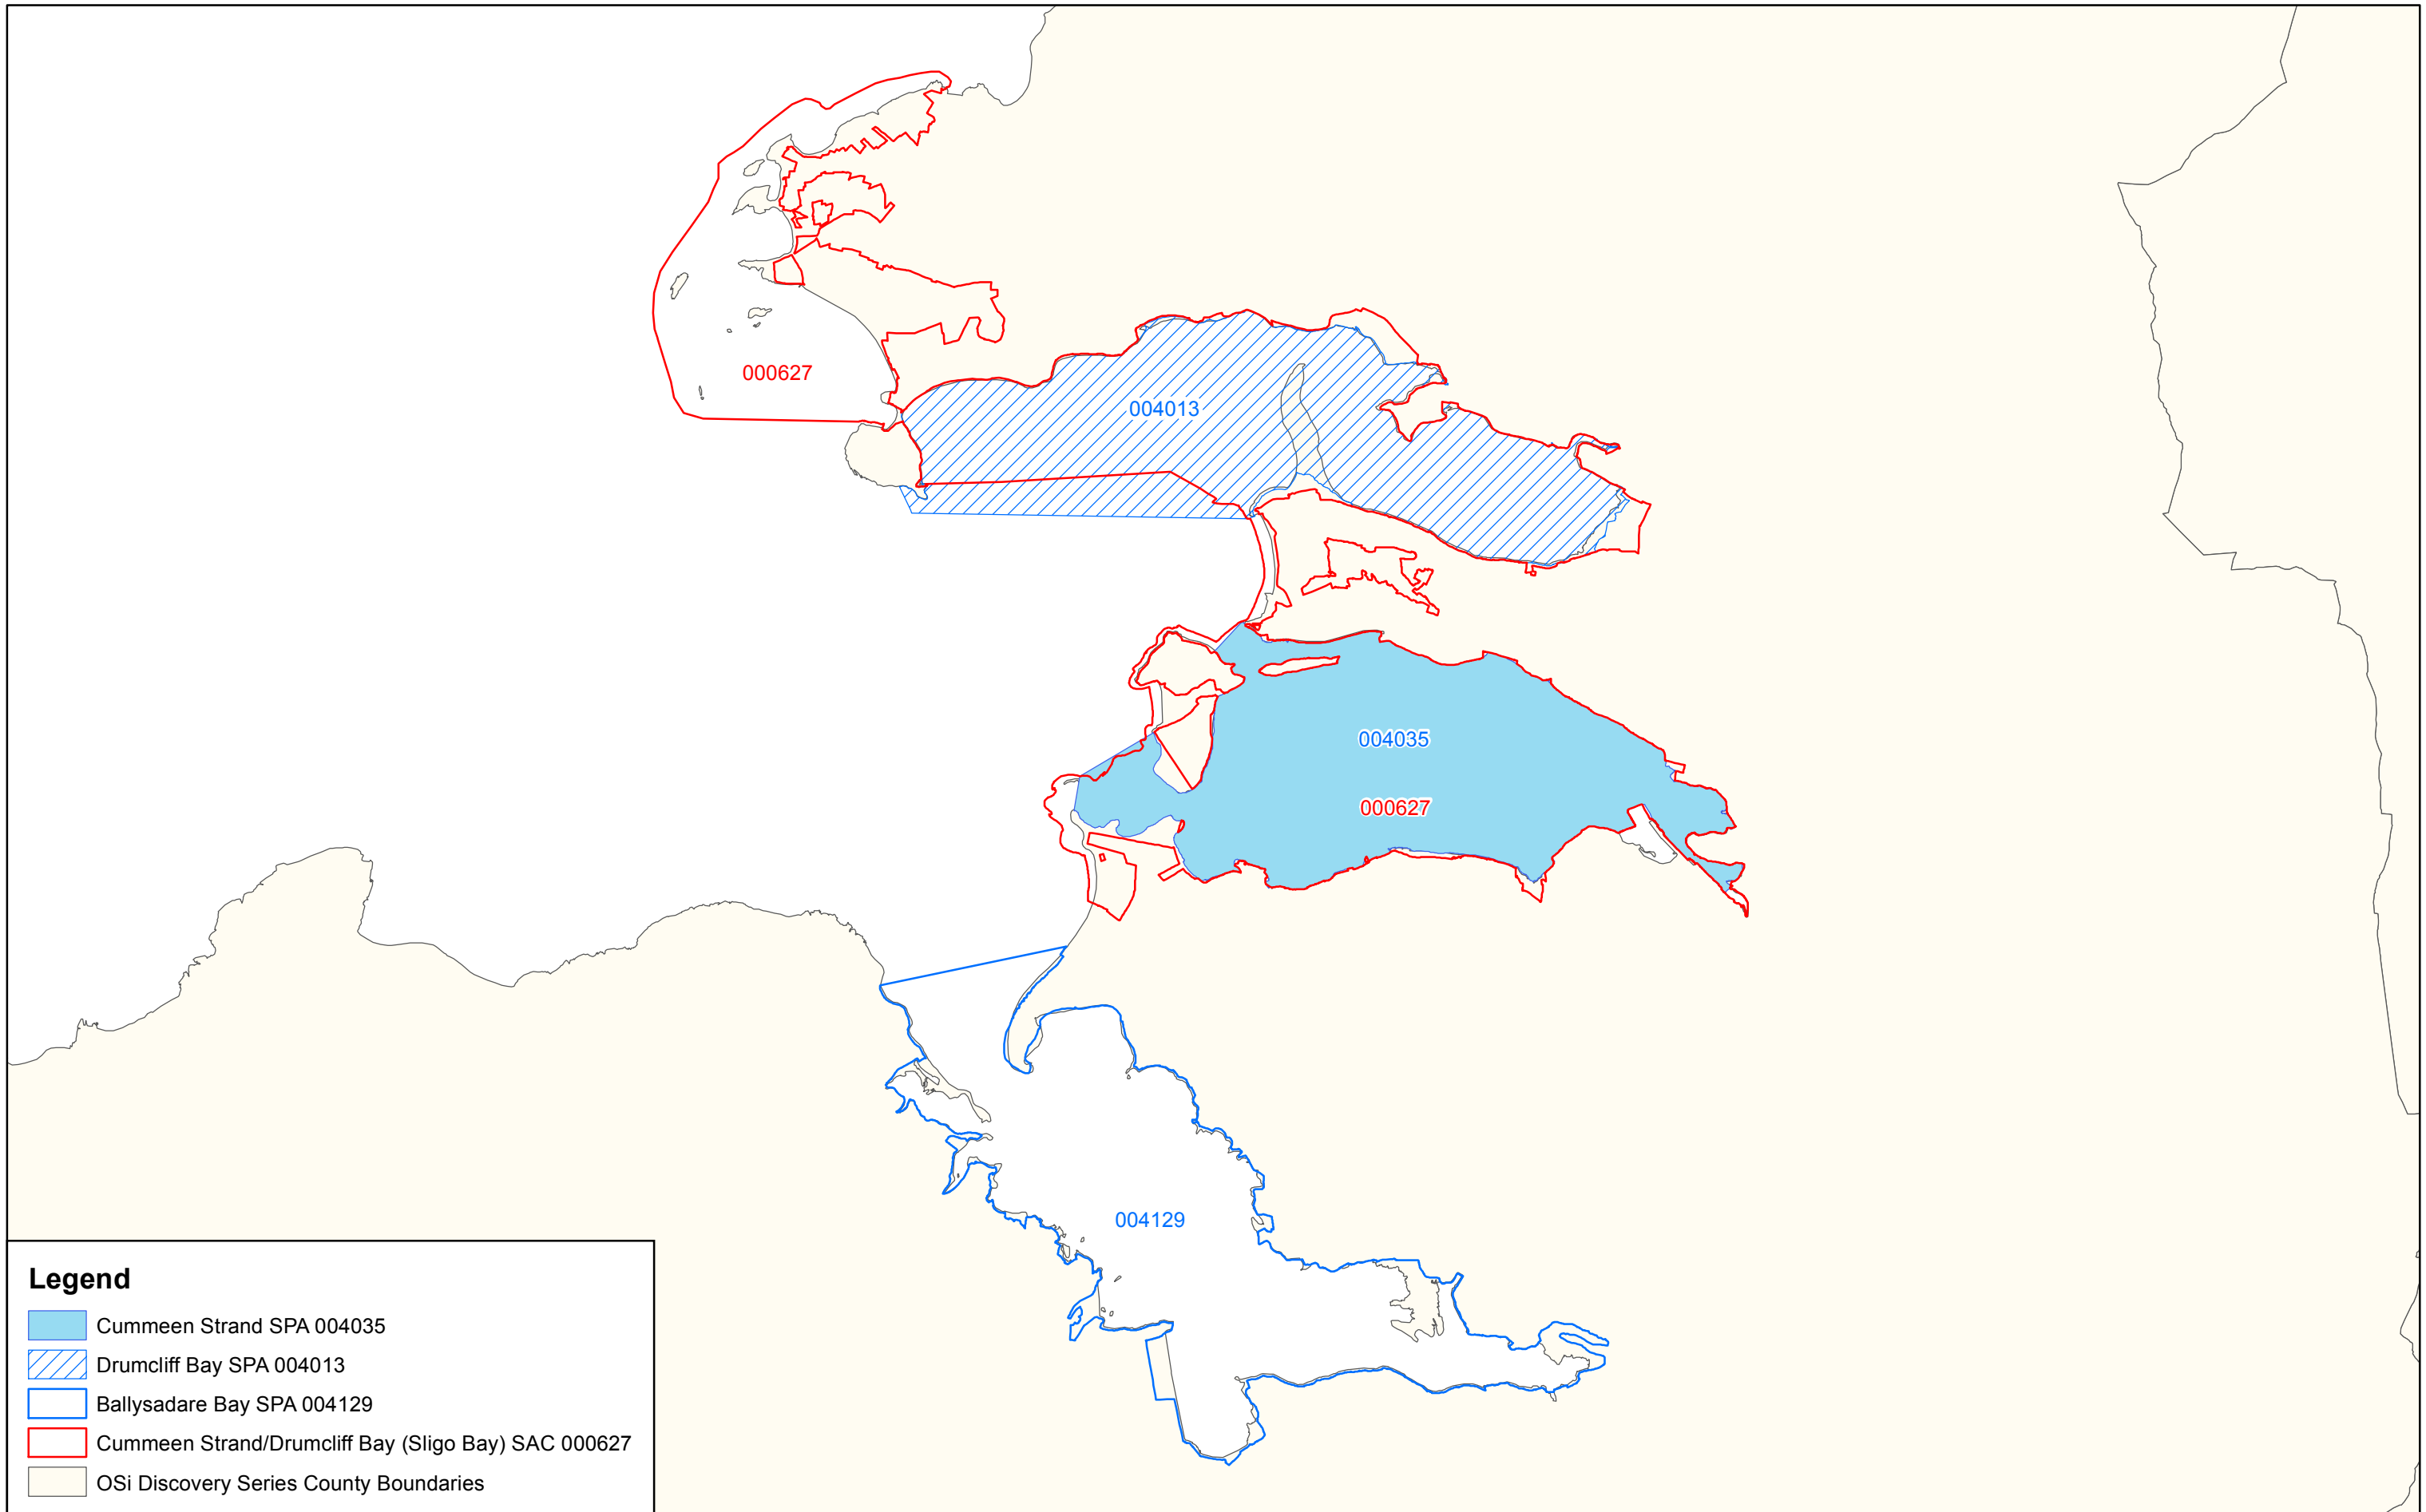 000627
004013
004035
000627
004129
Legend
Cummeen Strand SPA 004035
Drumcliff Bay SPA 004013
Ballysadare Bay SPA 004129
Cummeen Strand/Drumcliff Bay (Sligo Bay) SAC 000627
OSi Discovery Series County Boundaries